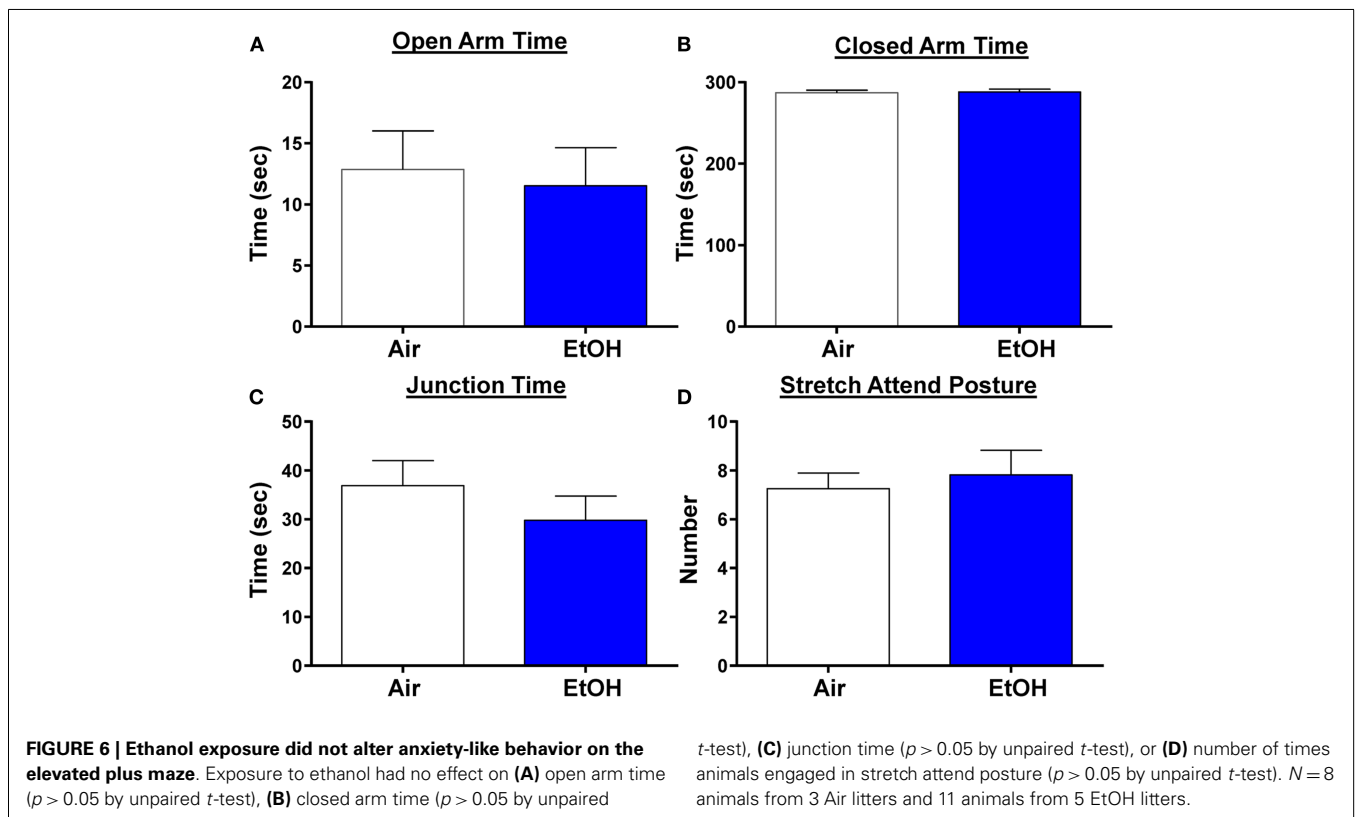 A
Open Arm Time
20
15
10
5
0
Time (sec)
Air
EtOH
B
Closed Arm Time
300
200
100
0
Time (sec)
Air
EtOH
C
Junction Time
50
40
30
20
10
0
Time (sec)
Air
EtOH
D
Stretch Attend Posture
10
8
6
4
2
0
Number
Air
EtOH
FIGURE 6 | Ethanol exposure did not alter anxiety-like behavior on the
elevated plus maze. Exposure to ethanol had no effect on (A) open arm time
(p > 0.05 by unpaired t-test), (B) closed arm time (p > 0.05 by unpaired
t-test), (C) junction time (p > 0.05 by unpaired t-test), or (D) number of times
animals engaged in stretch attend posture (p > 0.05 by unpaired t-test). N = 8
animals from 3 Air litters and 11 animals from 5 EtOH litters.